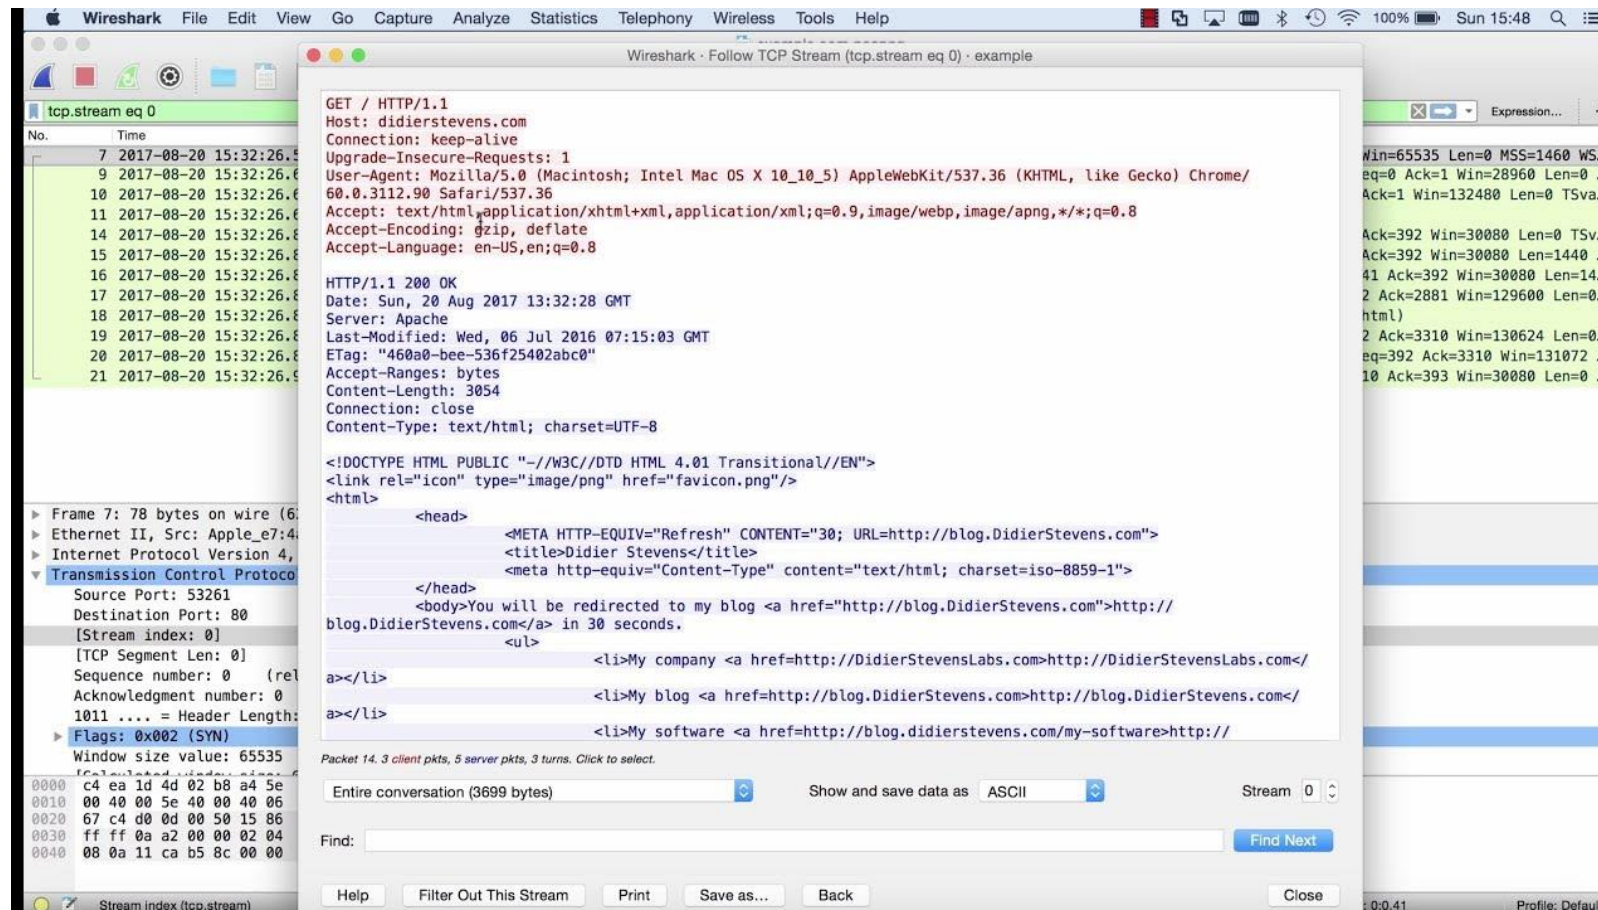 Wireshark File Edit View Go Capture Analyze Statistics Telephony Wireless Tools Help 100% Sun 15:48
Wireshark · Follow TCP Stream (tcp.stream eq 0) · example
tcp.stream eq 0 Expression...
No. Time
7 2017-08-20 15:32:26.5
9 2017-08-20 15:32:26.6
10 2017-08-20 15:32:26.6
11 2017-08-20 15:32:26.6
14 2017-08-20 15:32:26.8
15 2017-08-20 15:32:26.8
16 2017-08-20 15:32:26.8
17 2017-08-20 15:32:26.8
18 2017-08-20 15:32:26.8
19 2017-08-20 15:32:26.8
20 2017-08-20 15:32:26.8
21 2017-08-20 15:32:26.9
GET / HTTP/1.1
Host: didierstevens.com
Connection: keep-alive
Upgrade-Insecure-Requests: 1
User-Agent: Mozilla/5.0 (Macintosh; Intel Mac OS X 10_10_5) AppleWebKit/537.36 (KHTML, like Gecko) Chrome/
60.0.3112.90 Safari/537.36
Accept: text/html,application/xhtml+xml,application/xml;q=0.9,image/webp,image/apng,*/*;q=0.8
Accept-Encoding: gzip, deflate
Accept-Language: en-US,en;q=0.8
HTTP/1.1 200 OK
Date: Sun, 20 Aug 2017 13:32:28 GMT
Server: Apache
Last-Modified: Wed, 06 Jul 2016 07:15:03 GMT
ETag: "460a0-bee-536f25402abc0"
Accept-Ranges: bytes
Content-Length: 3054
Connection: close
Content-Type: text/html; charset=UTF-8
<!DOCTYPE HTML PUBLIC "-//W3C//DTD HTML 4.01 Transitional//EN">
<link rel="icon" type="image/png" href="favicon.png"/>
<html>
<head>
<META HTTP-EQUIV="Refresh" CONTENT="30; URL=http://blog.DidierStevens.com">
<title>Didier Stevens</title>
<meta http-equiv="Content-Type" content="text/html; charset=iso-8859-1">
</head>
<body>You will be redirected to my blog <a href="http://blog.DidierStevens.com">http://
blog.DidierStevens.com</a> in 30 seconds.
<ul>
<li>My company <a href=http://DidierStevensLabs.com>http://DidierStevensLabs.com</
a></li>
<li>My blog <a href=http://blog.DidierStevens.com>http://blog.DidierStevens.com</
a></li>
<li>My software <a href=http://blog.didierstevens.com/my-software>http://
Win=65535 Len=0 MSS=1460 WS
eq=0 Ack=1 Win=28960 Len=0
Ack=1 Win=132480 Len=0 TSva
Ack=392 Win=30080 Len=0 TSv
Ack=392 Win=30080 Len=1440
41 Ack=392 Win=30080 Len=14
2 Ack=2881 Win=129600 Len=0
html)
2 Ack=3310 Win=130624 Len=0
eq=392 Ack=3310 Win=131072
10 Ack=393 Win=30080 Len=0
Frame 7: 78 bytes on wire (6
Ethernet II, Src: Apple_e7:4a
Internet Protocol Version 4,
Transmission Control Protoco
Source Port: 53261
Destination Port: 80
[Stream index: 0]
[TCP Segment Len: 0]
Sequence number: 0 (rel
Acknowledgment number: 0
1011 .... = Header Length:
Flags: 0x002 (SYN)
Window size value: 65535
0000 c4 ea 1d 4d 02 b8 a4 5e
0010 00 40 00 5e 40 00 40 06
0020 67 c4 d0 0d 00 50 15 86
0030 ff ff 0a a2 00 00 02 04
0040 08 0a 11 ca b5 8c 00 00
Packet 14. 3 client pkts, 5 server pkts, 3 turns. Click to select.
Entire conversation (3699 bytes) Show and save data as ASCII Stream 0
Find: Find Next
Help Filter Out This Stream Print Save as... Back Close
Stream index (tcp.stream) : 0:0.41 Profile: Defaul